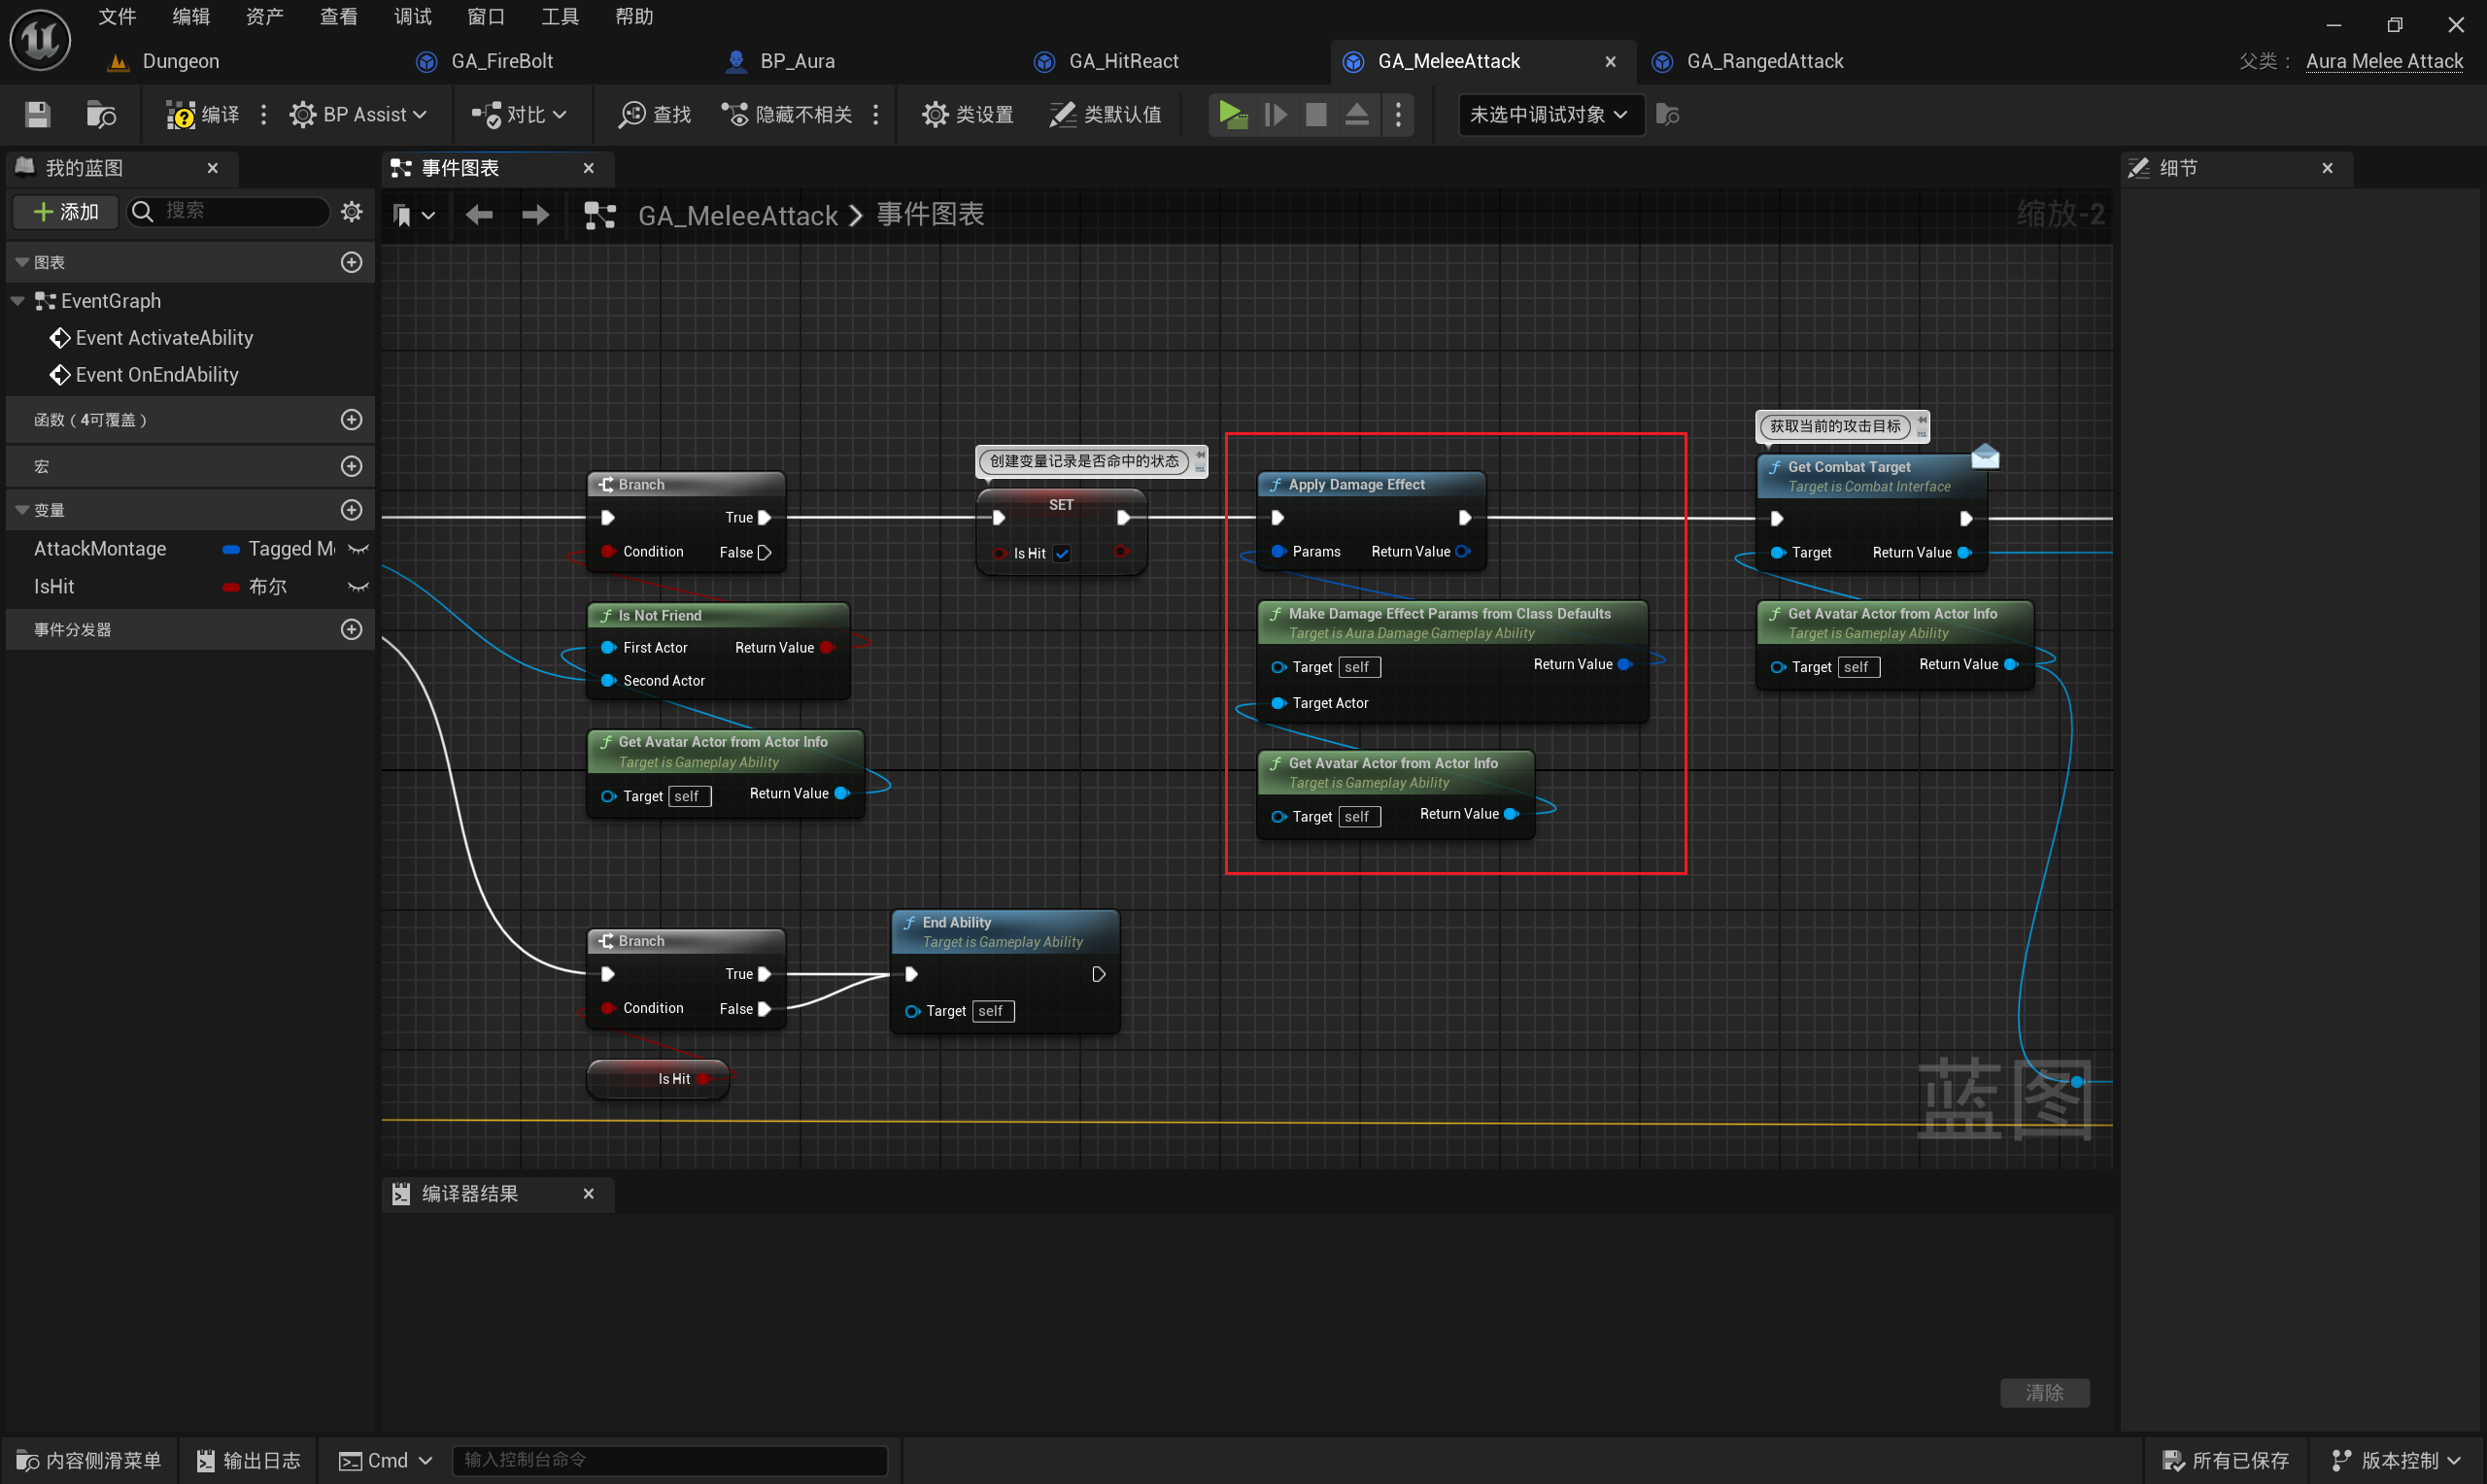 文件 编辑 资产 查看 调试 窗口 工具 帮助
Dungeon GA_FireBolt BP_Aura GA_HitReact GA_MeleeAttack GA_RangedAttack 父类： Aura Melee Attack
编译 BP Assist 对比 查找 隐藏不相关 类设置 类默认值 未选中调试对象
我的蓝图
添加 搜索
图表
EventGraph
Event ActivateAbility
Event OnEndAbility
函数（4可覆盖）
宏
变量
AttackMontage Tagged M
IsHit 布尔
事件分发器
事件图表
GA_MeleeAttack 事件图表
缩放-2
Branch
True
Condition False
Is Not Friend
First Actor Return Value
Second Actor
Get Avatar Actor from Actor Info
Target is Gameplay Ability
Target self Return Value
创建变量记录是否命中的状态
SET
Is Hit
Apply Damage Effect
Params Return Value
Make Damage Effect Params from Class Defaults
Target is Aura Damage Gameplay Ability
Target self Return Value
Target Actor
Get Avatar Actor from Actor Info
Target is Gameplay Ability
Target self Return Value
获取当前的攻击目标
Get Combat Target
Target is Combat Interface
Target Return Value
Get Avatar Actor from Actor Info
Target is Gameplay Ability
Target self Return Value
Branch
True
Condition False
Is Hit
End Ability
Target is Gameplay Ability
Target self
蓝图
编译器结果
清除
细节
内容侧滑菜单 输出日志 Cmd 输入控制台命令 所有已保存 版本控制